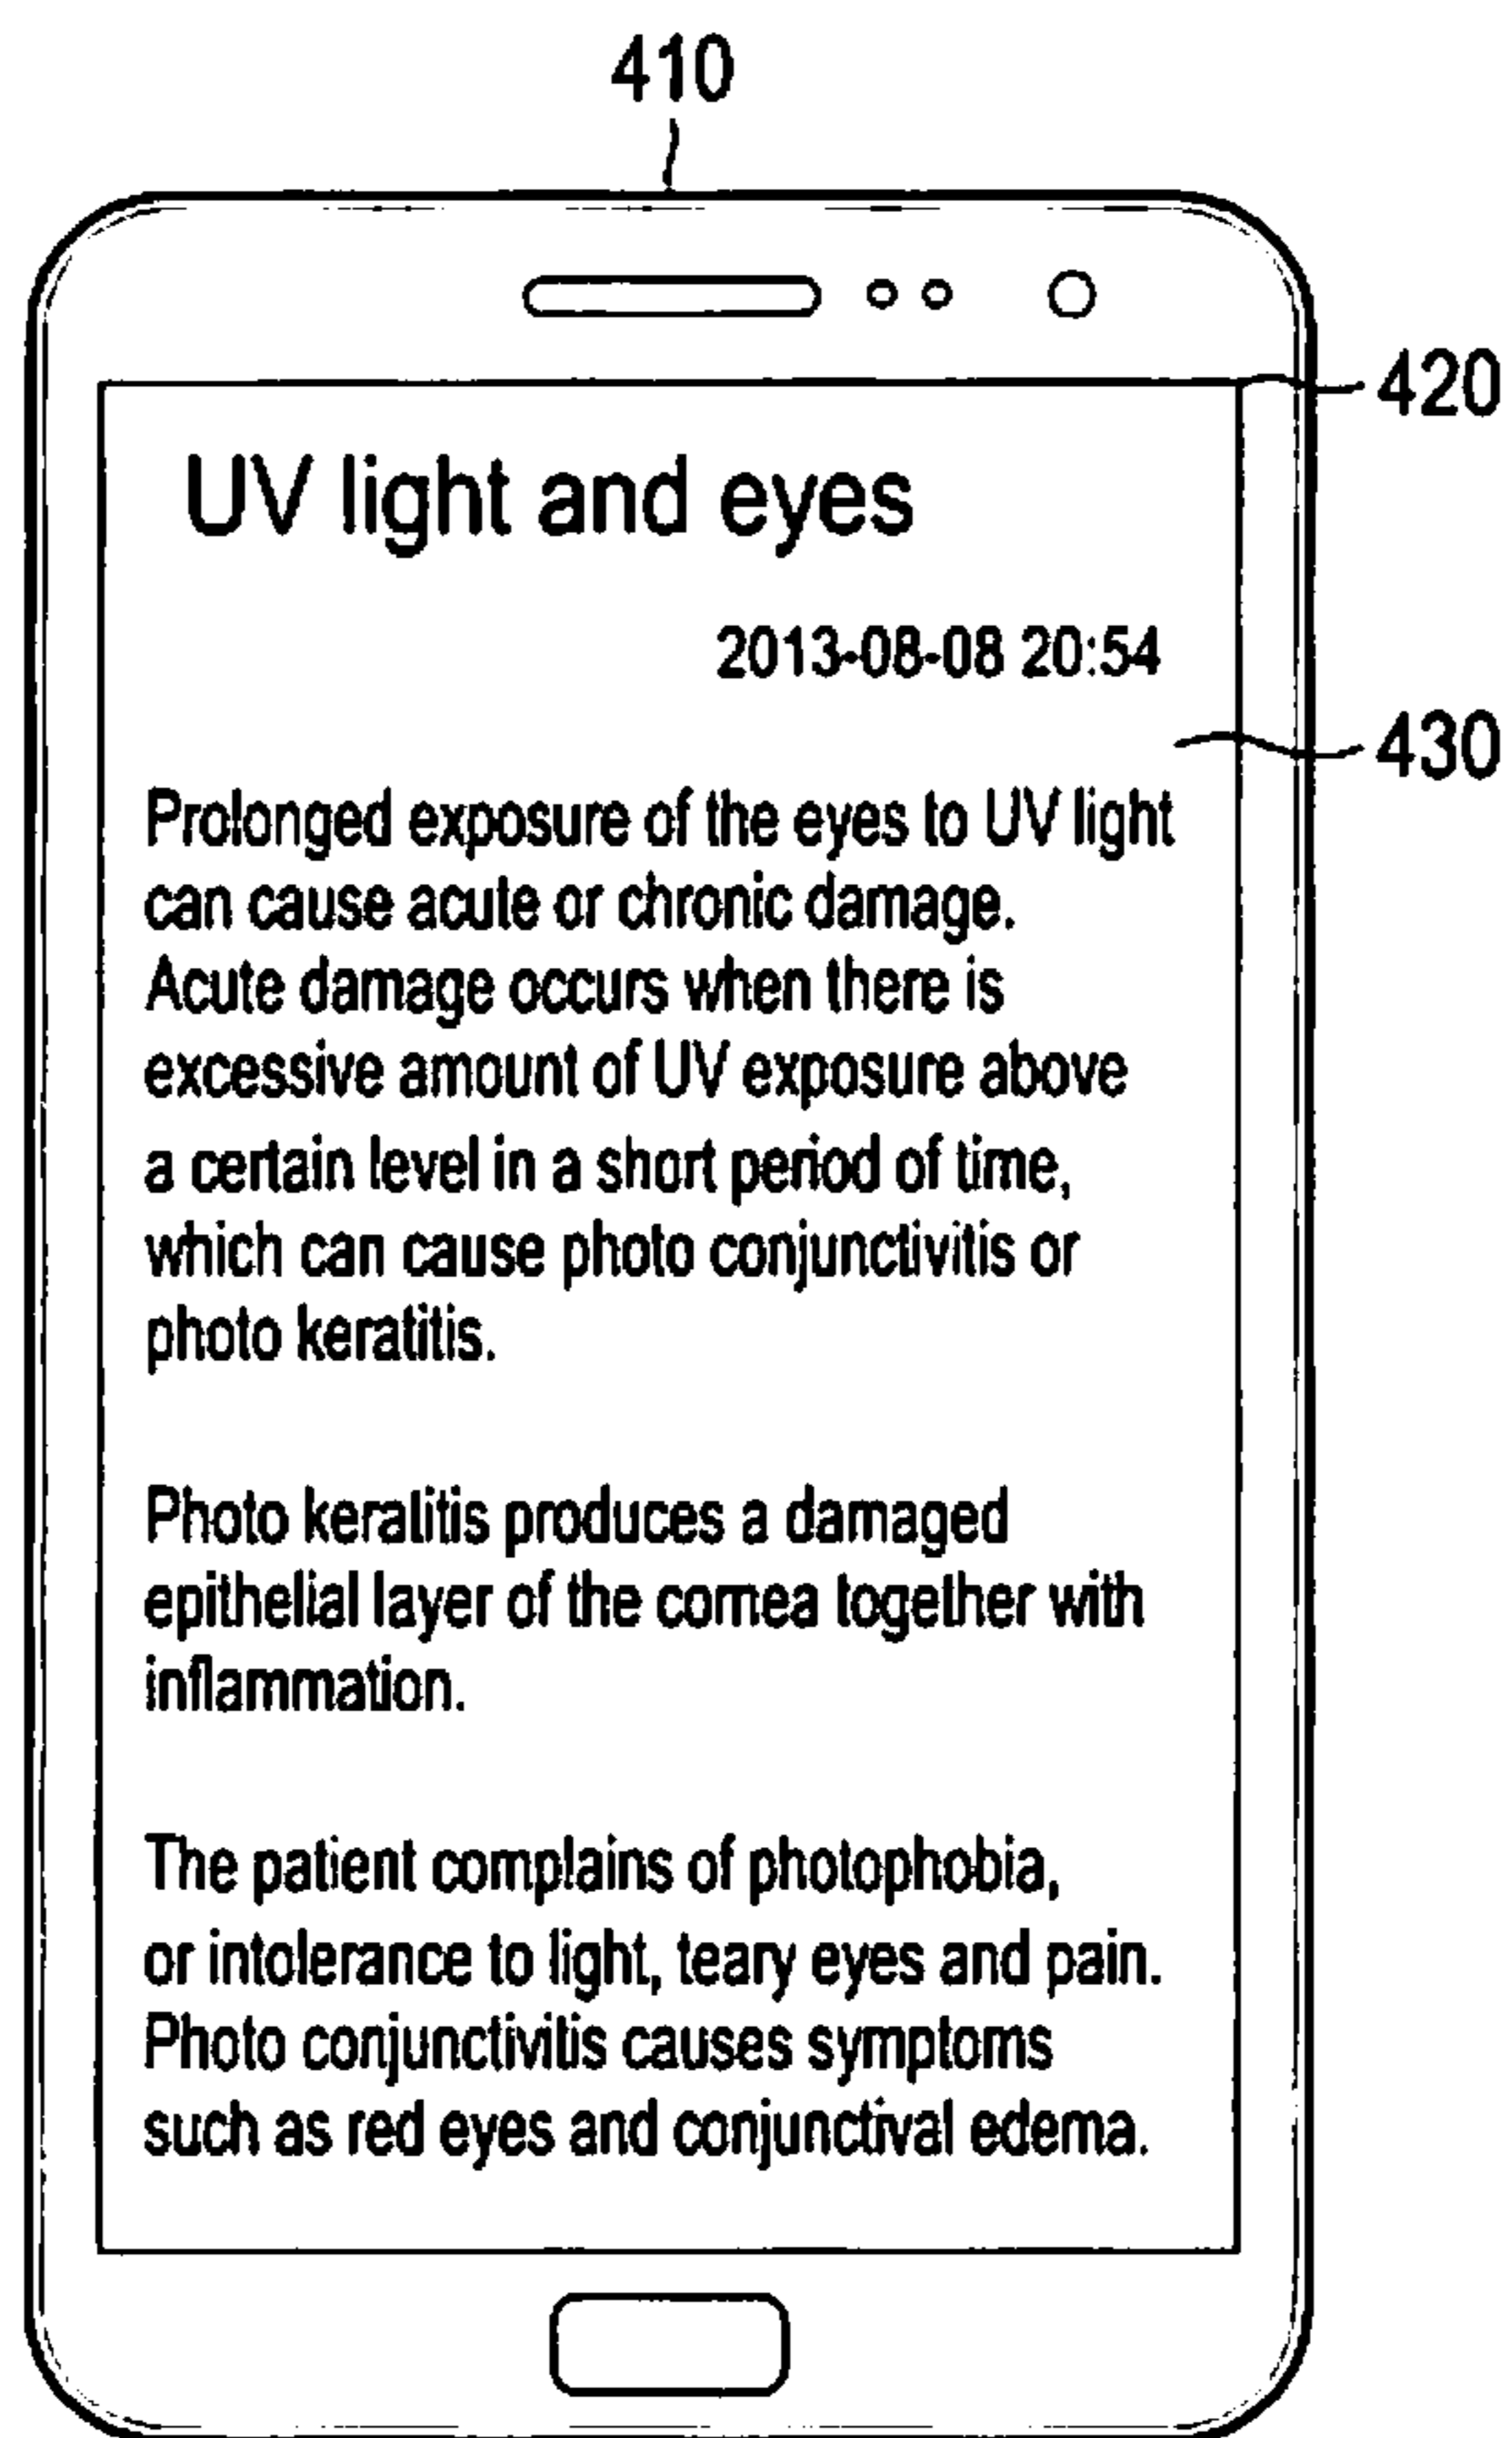 410
420
UV light and eyes
2013-08-08 20:54
430
Prolonged exposure of the eyes to UV light
can cause acute or chronic damage.
Acute damage occurs when there is
excessive amount of UV exposure above
a certain level in a short period of time,
which can cause photo conjunctivitis or
photo keratitis.
Photo keratitis produces a damaged
epithelial layer of the cornea together with
inflammation.
The patient complains of photophobia,
or intolerance to light, teary eyes and pain.
Photo conjunctivitis causes symptoms
such as red eyes and conjunctival edema.